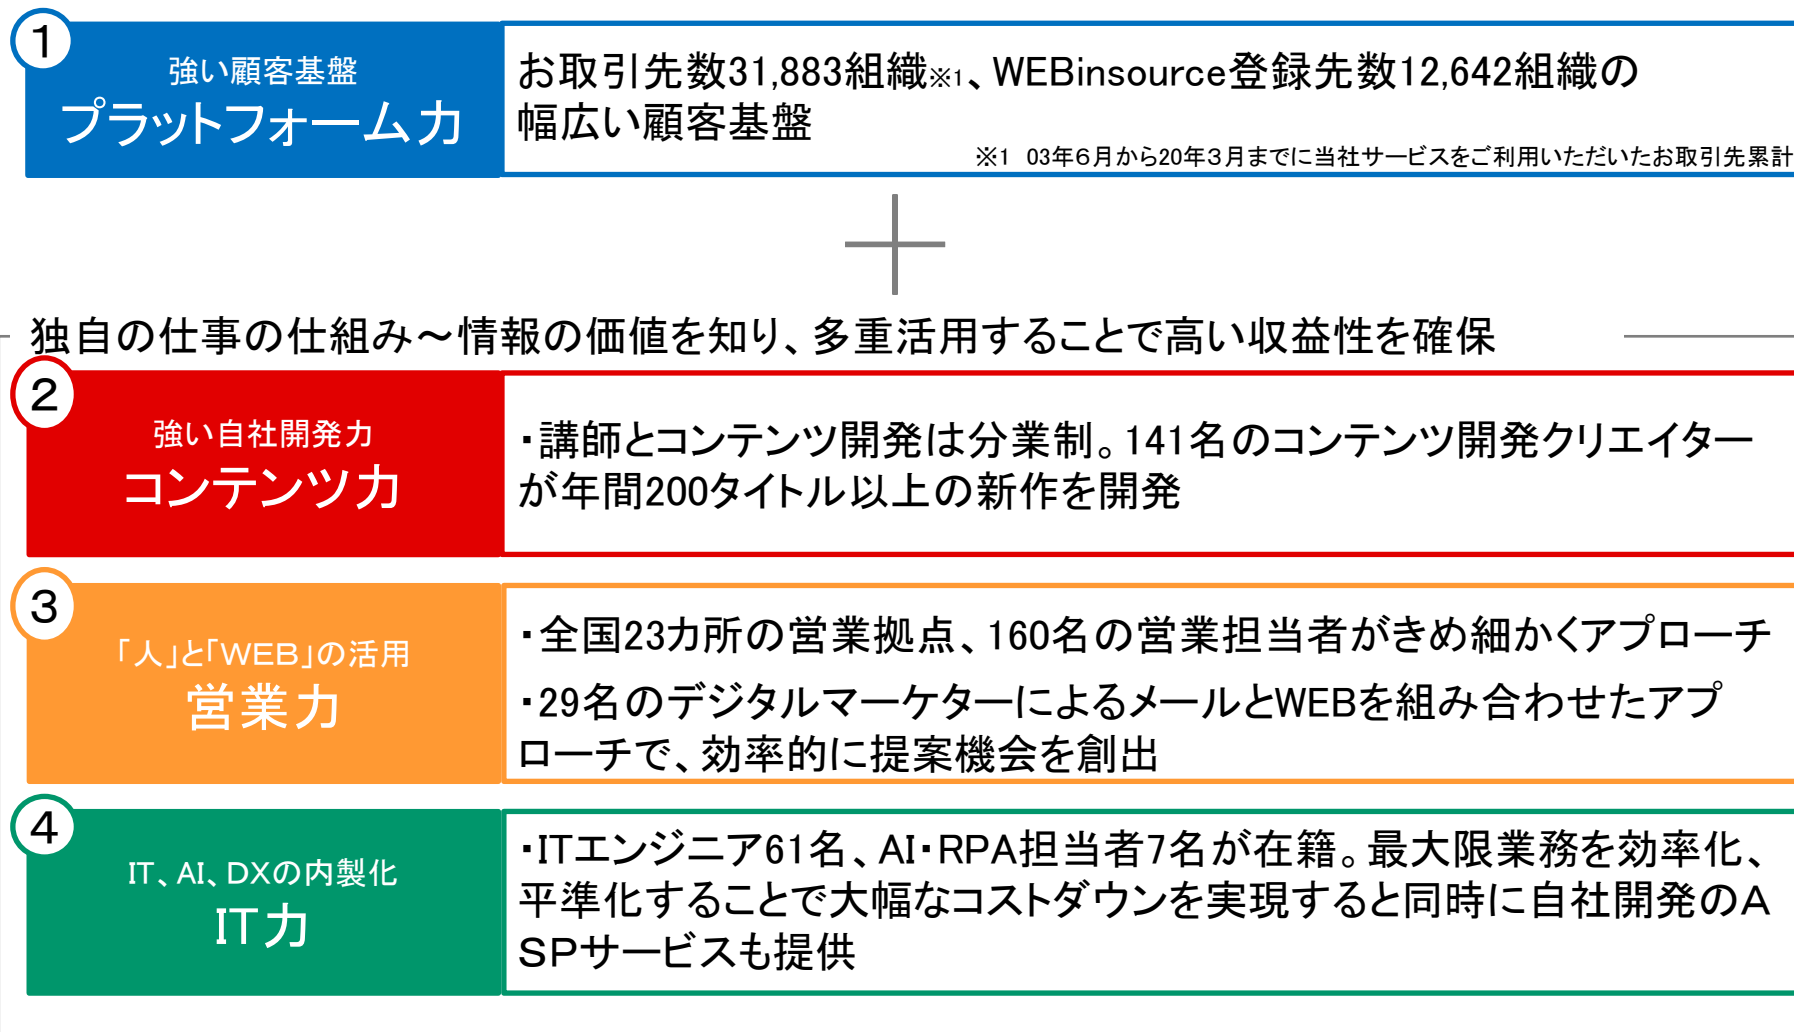 1
強い顧客基盤
プラットフォーム力
お取引先数31,883組織※1、WEBinsource登録先数12,642組織の
幅広い顧客基盤
※1 03年6月から20年3月までに当社サービスをご利用いただいたお取引先累計
独自の仕事の仕組み～情報の価値を知り、多重活用することで高い収益性を確保
2
強い自社開発力
コンテンツ力
・講師とコンテンツ開発は分業制。141名のコンテンツ開発クリエイター
が年間200タイトル以上の新作を開発
3
「人」と「WEB」の活用
営業力
・全国23カ所の営業拠点、160名の営業担当者がきめ細かくアプローチ
・29名のデジタルマーケターによるメールとWEBを組み合わせたアプ
ローチで、効率的に提案機会を創出
4
IT、AI、DXの内製化
IT力
・ITエンジニア61名、AI・RPA担当者7名が在籍。最大限業務を効率化、
平準化することで大幅なコストダウンを実現すると同時に自社開発のA
SPサービスも提供